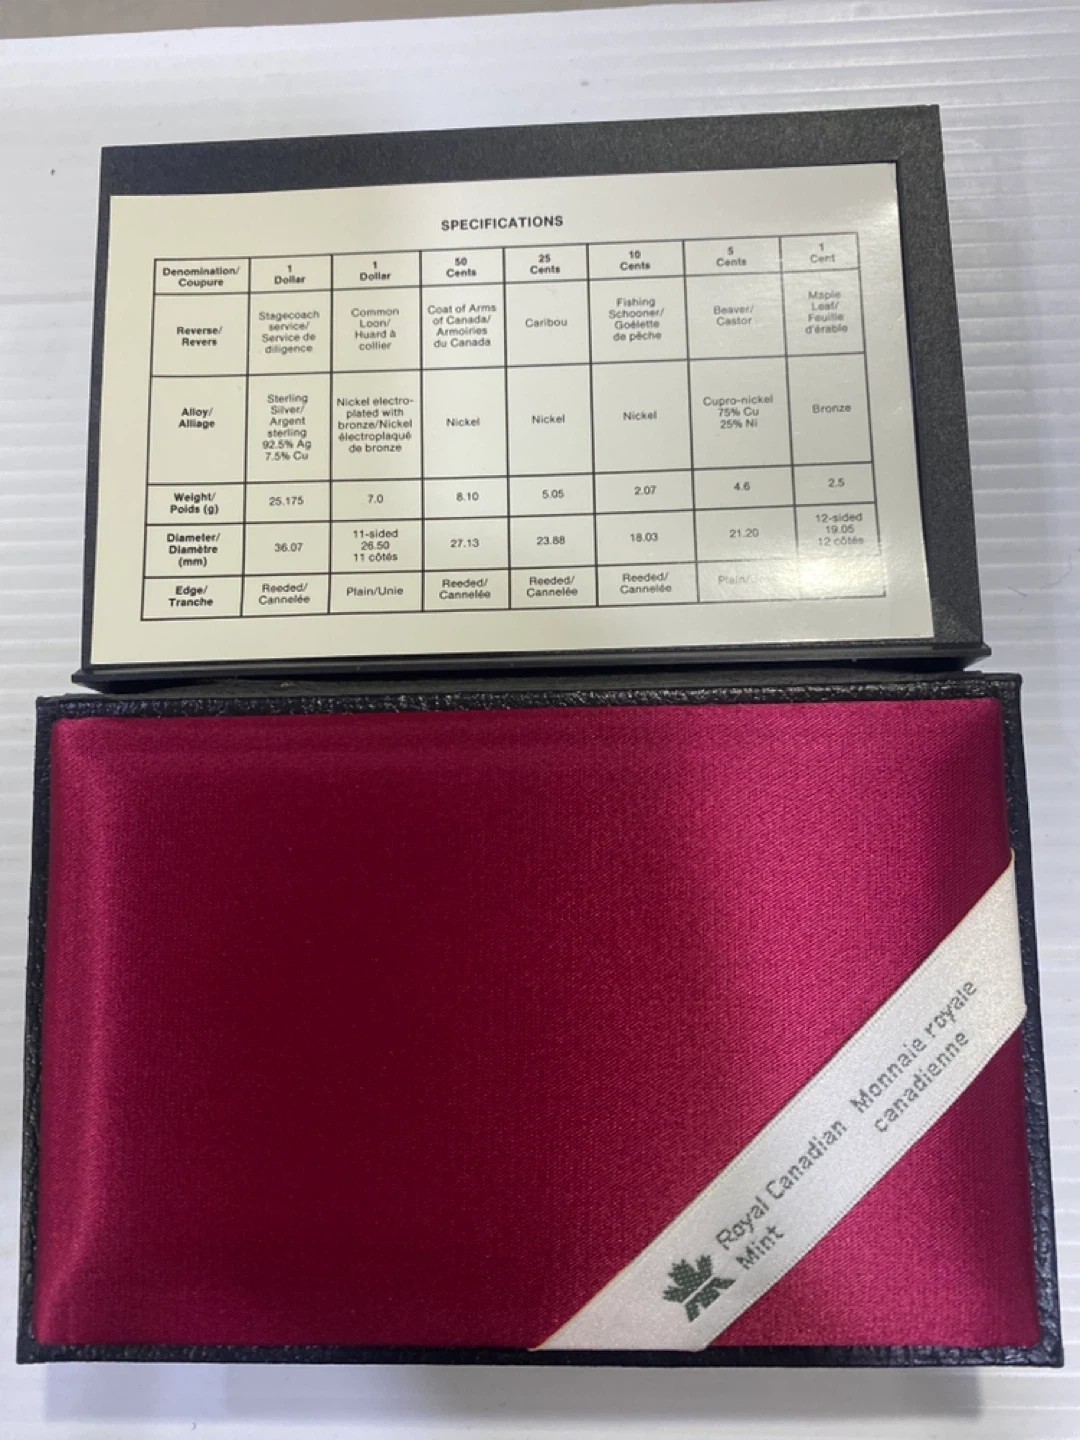 SPECIFICATIONS
Denomination/
Coupure
1
Dollar
1
Dollar
50
Cents
25
Cents
10
Cents
5
Cents
1
Cent
Reverse/
Revers
Stagecoach
service/
Service de
diligence
Common
Loon/
Huard à
collier
Coat of Arms
of Canada/
Armoiries
du Canada
Caribou
Fishing
Schooner/
Goélette
de pêche
Beaver/
Castor
Maple
Leaf/
Feuille
d'érable
Alloy/
Alliage
Sterling
Silver/
Argent
sterling
92.5% Ag
7.5% Cu
Nickel electro-
plated with
bronze/Nickel
électroplaqué
de bronze
Nickel
Nickel
Nickel
Cupro-nickel
75% Cu
25% Ni
Bronze
Weight/
Poids (g)
25.175
7.0
8.10
5.05
2.07
4.6
2.5
Diameter/
Diamètre
(mm)
36.07
11-sided
26.50
11 côtés
27.13
23.88
18.03
21.20
12-sided
19.05
12 côtés
Edge/
Tranche
Reeded/
Cannelée
Plain/Unie
Reeded/
Cannelée
Reeded/
Cannelée
Reeded/
Cannelée
Plain/
Royal Canadian Monnaie royale
Mint canadienne